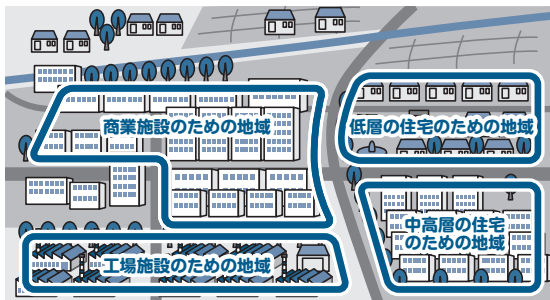 商業施設のための地域
低層の住宅のための地域
中高層の住宅
のための地域
工場施設のための地域